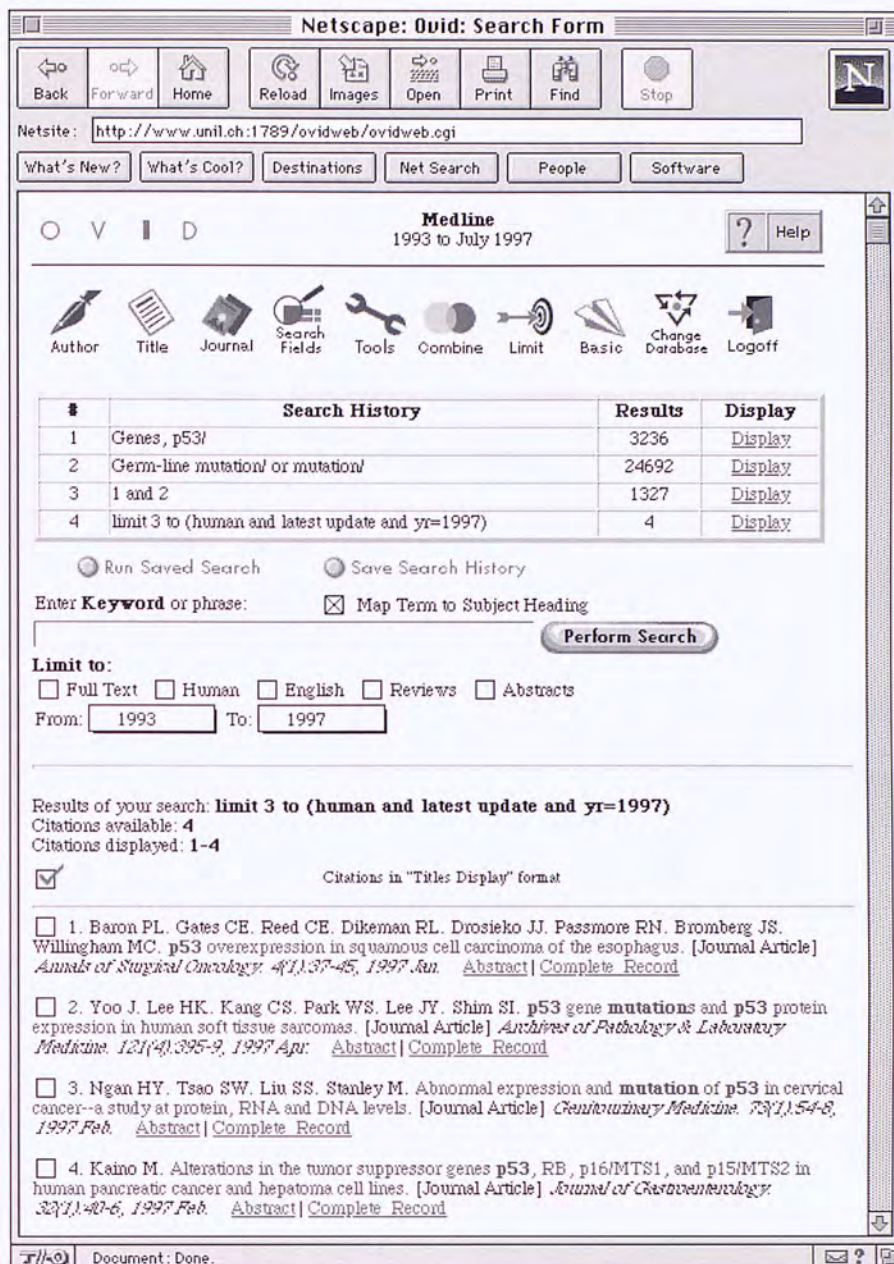 Netscape: Ovid: Search Form
Back Forward Home Reload Images Open Print Find Stop N
Netsite: http://www.unil.ch:1789/ovidweb/ovidweb.cgi
What's New? What's Cool? Destinations Net Search People Software
O V I D
Medline
1993 to July 1997
? Help
Author Title Journal Search Fields Tools Combine Limit Basic Change Database Logoff
# Search History Results Display
1 Genes, p53/ 3236 Display
2 Germ-line mutation/ or mutation/ 24692 Display
3 1 and 2 1327 Display
4 limit 3 to (human and latest update and yr=1997) 4 Display
Run Saved Search Save Search History
Enter Keyword or phrase: Map Term to Subject Heading
Perform Search
Limit to:
Full Text Human English Reviews Abstracts
From: 1993 To: 1997
Results of your search: limit 3 to (human and latest update and yr=1997)
Citations available: 4
Citations displayed: 1-4
Citations in "Titles Display" format
1. Baron PL. Gates CE. Reed CE. Dikeman RL. Drosieko JJ. Passmore RN. Bromberg JS.
Willingham MC. p53 overexpression in squamous cell carcinoma of the esophagus. [Journal Article]
Annals of Surgical Oncology. 4(1):37-45, 1997 Jan. Abstract | Complete Record
2. Yoo J. Lee HK. Kang CS. Park WS. Lee JY. Shim SI. p53 gene mutations and p53 protein
expression in human soft tissue sarcomas. [Journal Article] Archives of Pathology & Laboratory
Medicine. 121(4):395-9, 1997 Apr. Abstract | Complete Record
3. Ngan HY. Tsao SW. Liu SS. Stanley M. Abnormal expression and mutation of p53 in cervical
cancer--a study at protein, RNA and DNA levels. [Journal Article] Genitourinary Medicine. 73(1):54-8,
1997 Feb. Abstract | Complete Record
4. Kaino M. Alterations in the tumor suppressor genes p53, RB, p16/MTS1, and p15/MTS2 in
human pancreatic cancer and hepatoma cell lines. [Journal Article] Journal of Gastroenterology.
32(1):40-6, 1997 Feb. Abstract | Complete Record
Document: Done. ?